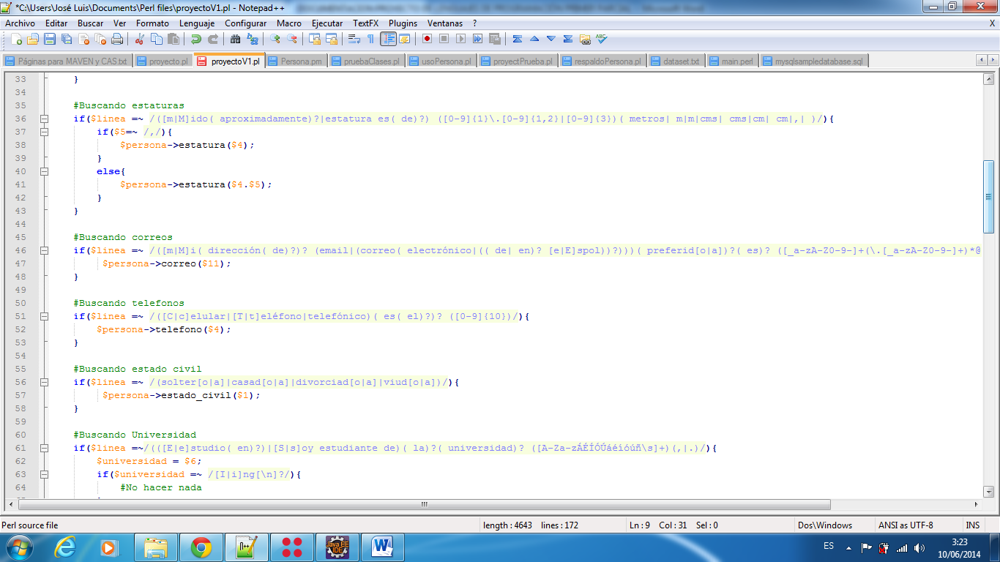 *C:\Users\José Luis\Documents\Perl files\proyectoV1.pl - Notepad++
Archivo Editar Buscar Ver Formato Lenguaje Configurar Macro Ejecutar TextFX Plugins Ventanas ? X
Páginas para MAVEN y CAS.txt proyecto.pl proyectoV1.pl Persona.pm pruebaClases.pl usoPersona.pl proyectPrueba.pl respaldoPersona.pl dataset.txt main.perl mysqlsampledatabase.sql
33 }
34
35 #Buscando estaturas
36 if($linea =~ /([m|M]ido( aproximadamente)?|estatura es( de)?) ([0-9]{1}\.[0-9]{1,2}|[0-9]{3})( metros| m|m|cms| cms|cm| cm|,| )/){
37 if($5=~ /,/){
38 $persona->estatura($4);
39 }
40 else{
41 $persona->estatura($4.$5);
42 }
43 }
44
45 #Buscando correos
46 if($linea =~ /([m|M]i( dirección( de)?)? (email|(correo( electrónico|(( de| en)? [e|E]spol))?)))( preferid[o|a])?( es)? ([_a-zA-Z0-9-]+(\.[_a-zA-Z0-9-]+)*@
47 $persona->correo($11);
48 }
49
50 #Buscando telefonos
51 if($linea =~ /([C|c]elular|[T|t]eléfono|telefónico)( es( el)?)? ([0-9]{10})/){
52 $persona->telefono($4);
53 }
54
55 #Buscando estado civil
56 if($linea =~ /(solter[o|a]|casad[o|a]|divorciad[o|a]|viud[o|a])/){
57 $persona->estado_civil($1);
58 }
59
60 #Buscando Universidad
61 if($linea =~/(([E|e]studio( en)?)|[S|s]oy estudiante de)( la)?( universidad)? ([A-Za-zÁÉÍÓÚáéíóúñ\s]+)(,|.)/){
62 $universidad = $6;
63 if($universidad =~ /[I|i]ng[\n]?/){
64 #No hacer nada
Perl source file length : 4643 lines : 172 Ln : 9 Col : 31 Sel : 0 Dos\Windows ANSI as UTF-8 INS
ES 3:23
10/06/2014